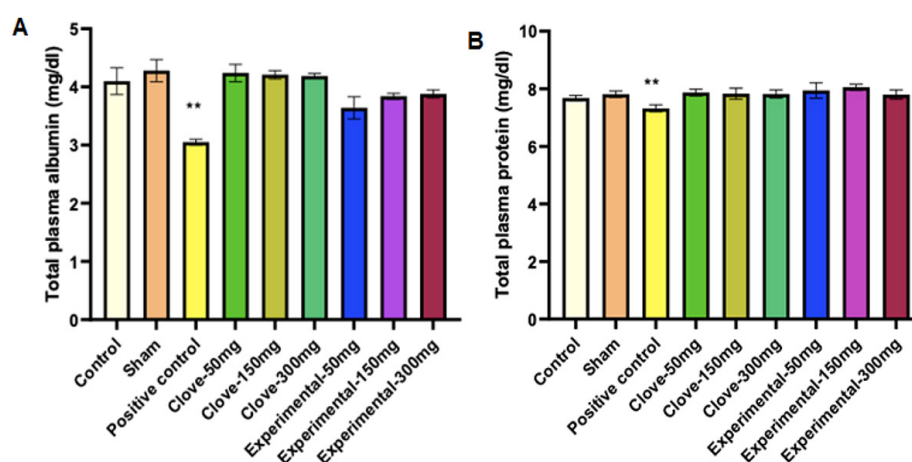 A
Total plasma albumin (mg/dl)
5
4
3
2
1
0
**
Control
Sham
Positive control
Clove-50mg
Clove-150mg
Clove-300mg
Experimental-50mg
Experimental-150mg
Experimental-300mg
B
Total plasma protein (mg/dl)
10
8
6
4
2
0
**
Control
Sham
Positive control
Clove-50mg
Clove-150mg
Clove-300mg
Experimental-50mg
Experimental-150mg
Experimental-300mg